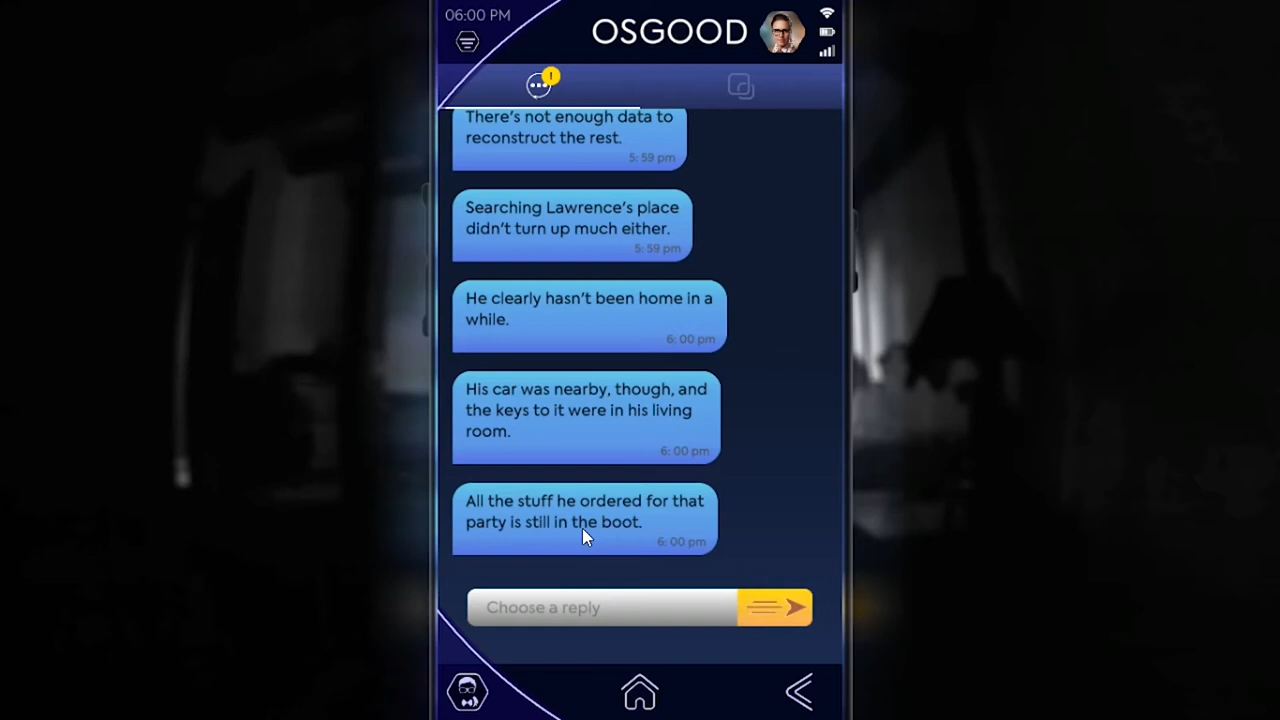 06:00 PM
OSGOOD
!
There's not enough data to
reconstruct the rest.
5: 59 pm
Searching Lawrence's place
didn't turn up much either.
5: 59 pm
He clearly hasn't been home in a
while.
6: 00 pm
His car was nearby, though, and
the keys to it were in his living
room.
6: 00 pm
All the stuff he ordered for that
party is still in the boot.
6: 00 pm
Choose a reply